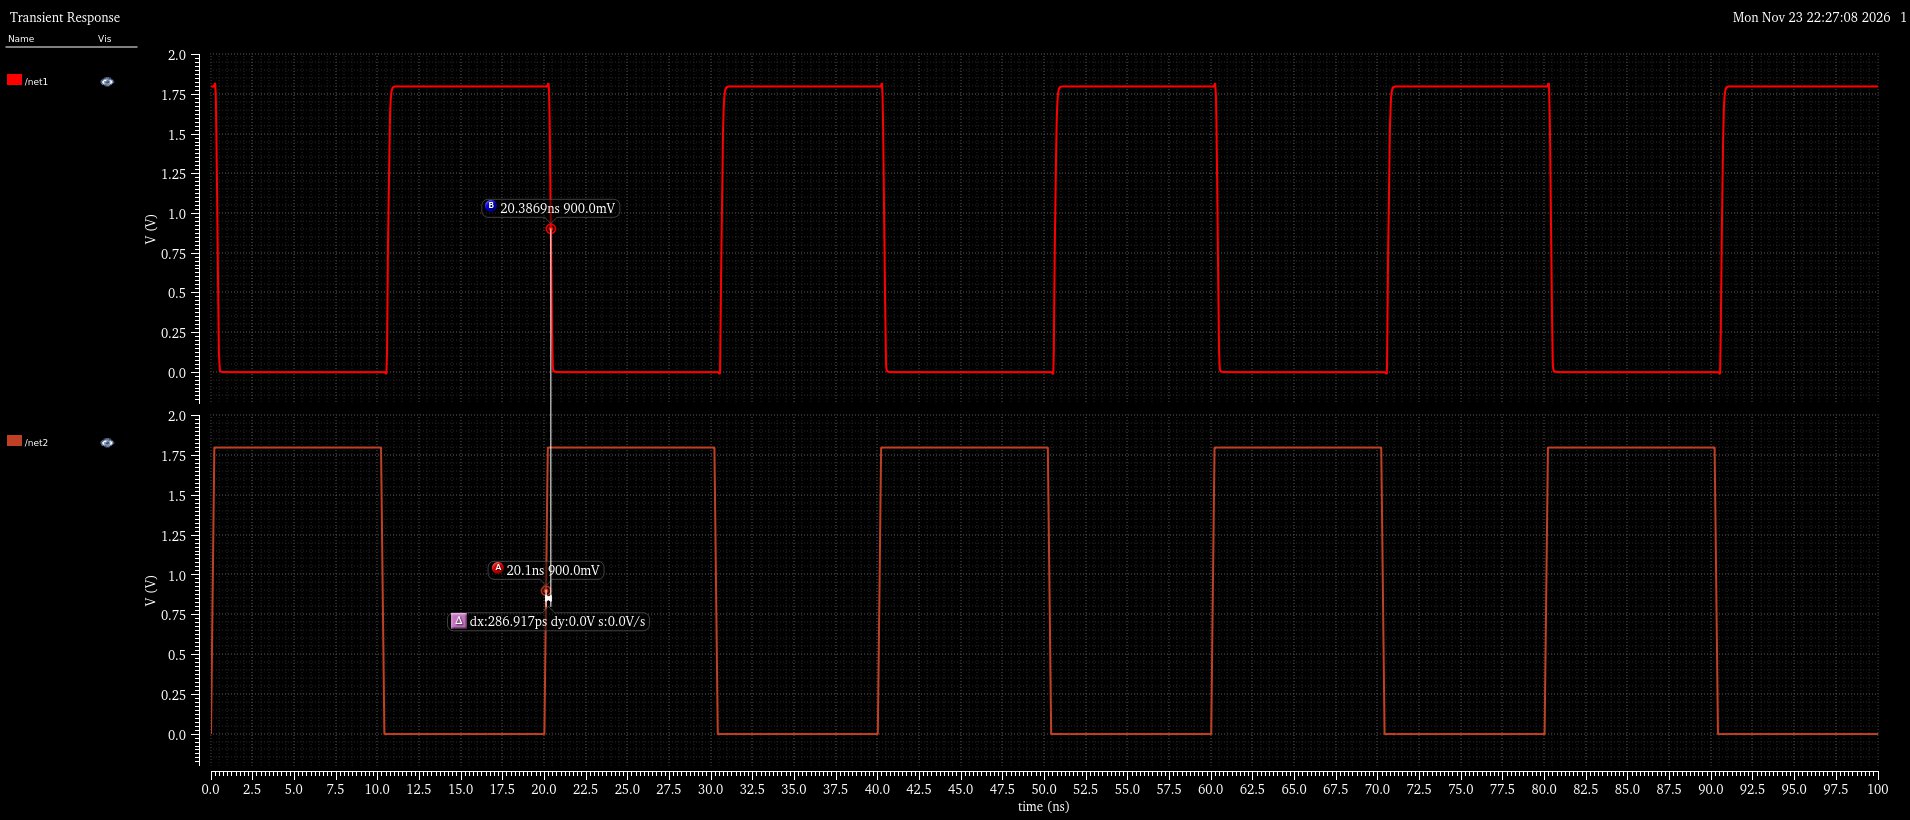 Transient Response
Mon Nov 23 22:27:08 2026 1
Name Vis
/net1
2.0
1.75
1.5
1.25
1.0
0.75
0.5
0.25
0.0
V (V)
B 20.3869ns 900.0mV
/net2
2.0
1.75
1.5
1.25
1.0
0.75
0.5
0.25
0.0
V (V)
A 20.1ns 900.0mV
Δ dx:286.917ps dy:0.0V s:0.0V/s
0.0 2.5 5.0 7.5 10.0 12.5 15.0 17.5 20.0 22.5 25.0 27.5 30.0 32.5 35.0 37.5 40.0 42.5 45.0 47.5 50.0 52.5 55.0 57.5 60.0 62.5 65.0 67.5 70.0 72.5 75.0 77.5 80.0 82.5 85.0 87.5 90.0 92.5 95.0 97.5 100
time (ns)